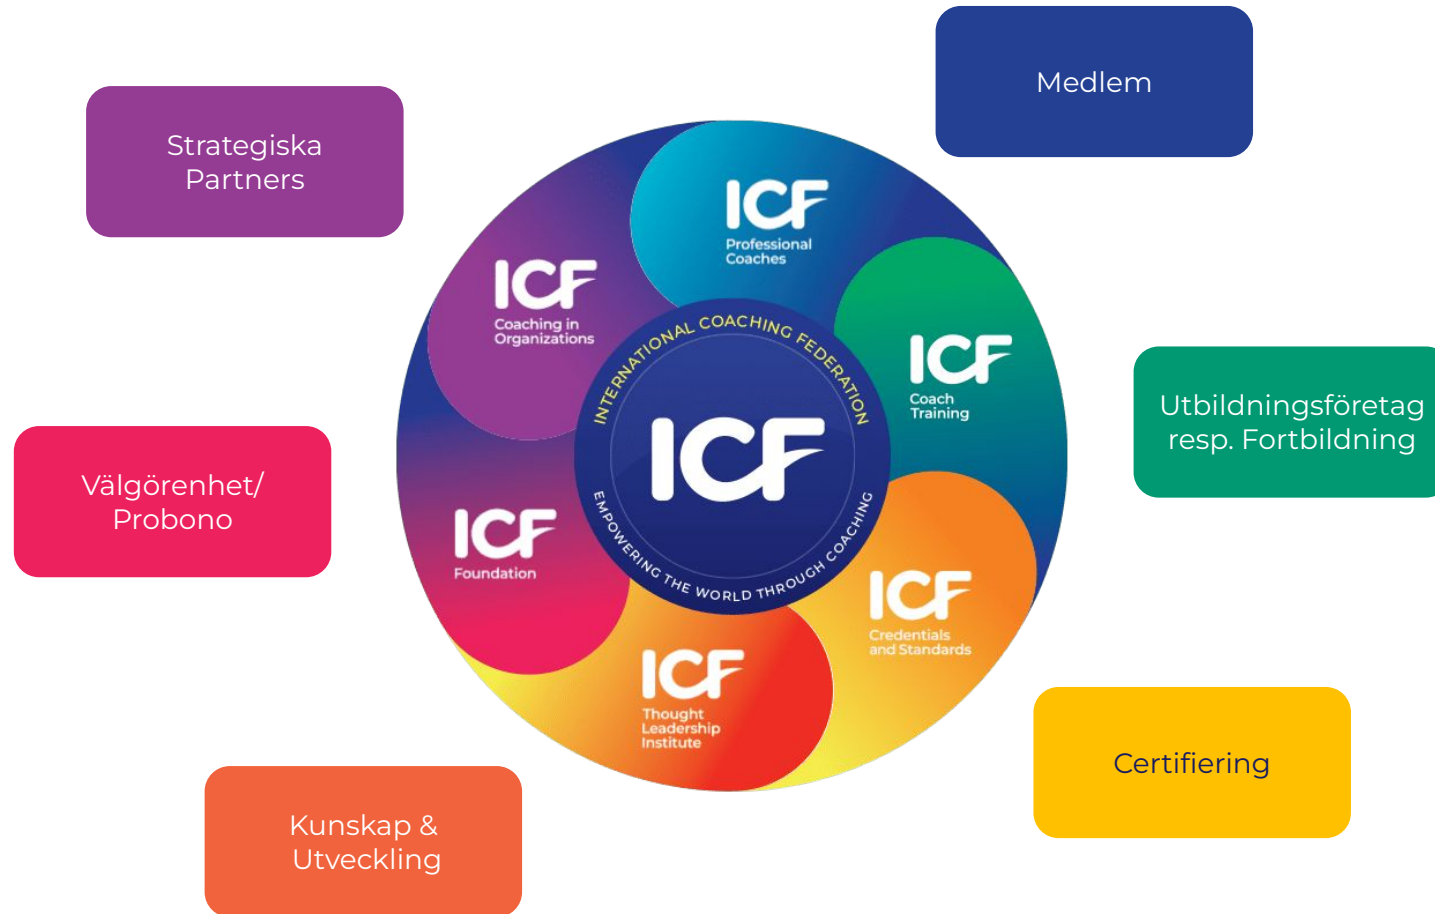 Medlem
Strategiska
Partners
ICF
Professional
Coaches
ICF
Coaching in
Organizations
INTERNATIONAL COACHING FEDERATION
ICF
EMPOWERING THE WORLD THROUGH COACHING
ICF
Coach
Training
Utbildningsföretag
resp. Fortbildning
Välgörenhet/
Probono
ICF
Foundation
ICF
Credentials
and Standards
ICF
Thought
Leadership
Institute
Certifiering
Kunskap &
Utveckling